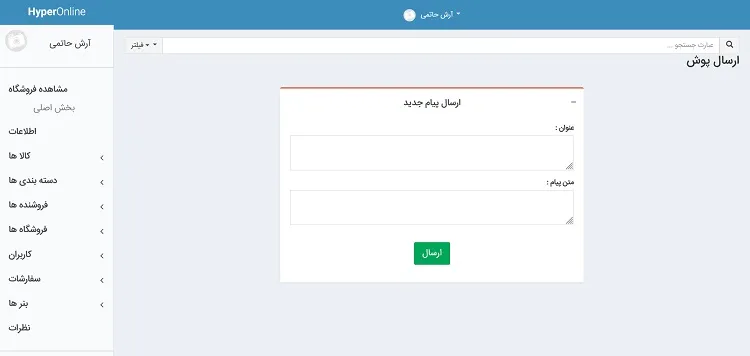 HyperOnline
آرش حاتمی
آرش حاتمی
مشاهده فروشگاه
بخش اصلی
اطلاعات
کالا ها
دسته بندی ها
فروشنده ها
فروشگاه ها
کاربران
سفارشات
بنر ها
نظرات
عبارت جستجو ...
فیلتر
ارسال پوش
ارسال پیام جدید
عنوان :
متن پیام :
ارسال